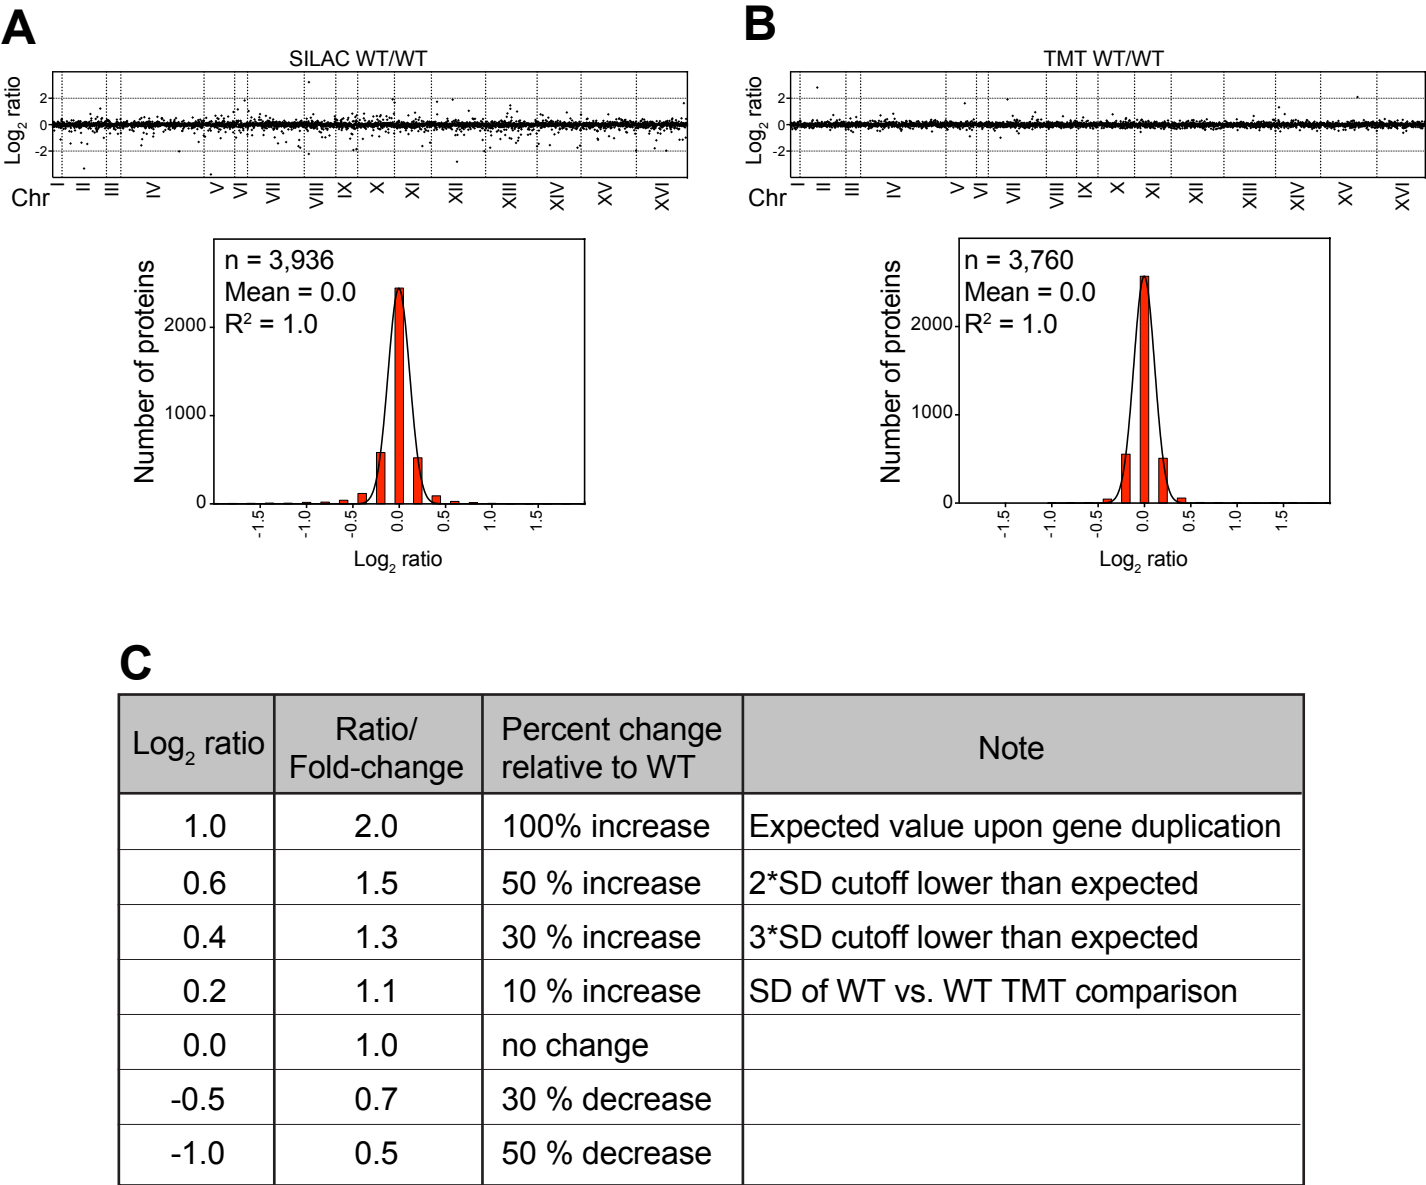 A
SILAC WT/WT
Log2 ratio
2
0
-2
Chr
I
II
III
IV
V
VI
VII
VIII
IX
X
XI
XII
XIII
XIV
XV
XVI
n = 3,936
Mean = 0.0
R² = 1.0
Number of proteins
2000
1000
0
-1.5
-1.0
-0.5
0.0
0.5
1.0
1.5
Log2 ratio
B
TMT WT/WT
Log2 ratio
2
0
-2
Chr
I
II
III
IV
V
VI
VII
VIII
IX
X
XI
XII
XIII
XIV
XV
XVI
n = 3,760
Mean = 0.0
R² = 1.0
Number of proteins
2000
1000
0
-1.5
-1.0
-0.5
0.0
0.5
1.0
1.5
Log2 ratio
C
Log2 ratio
Ratio/
Fold-change
Percent change
relative to WT
Note
1.0 2.0 100% increase Expected value upon gene duplication
0.6 1.5 50 % increase 2*SD cutoff lower than expected
0.4 1.3 30 % increase 3*SD cutoff lower than expected
0.2 1.1 10 % increase SD of WT vs. WT TMT comparison
0.0 1.0 no change
-0.5 0.7 30 % decrease
-1.0 0.5 50 % decrease